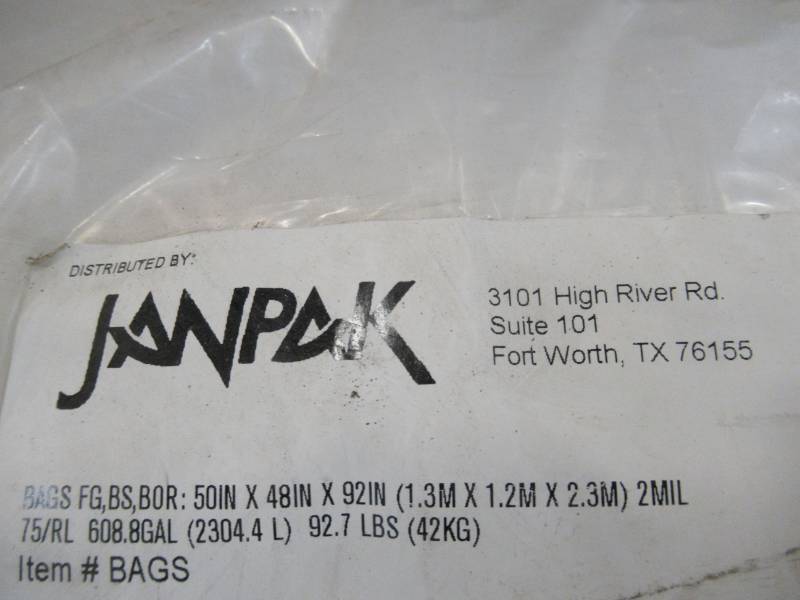 DISTRIBUTED BY:
JANPAK
3101 High River Rd.
Suite 101
Fort Worth, TX 76155
BAGS FG,BS,BOR: 50IN X 48IN X 92IN (1.3M X 1.2M X 2.3M) 2MIL
75/RL 608.8GAL (2304.4 L) 92.7 LBS (42KG)
Item # BAGS